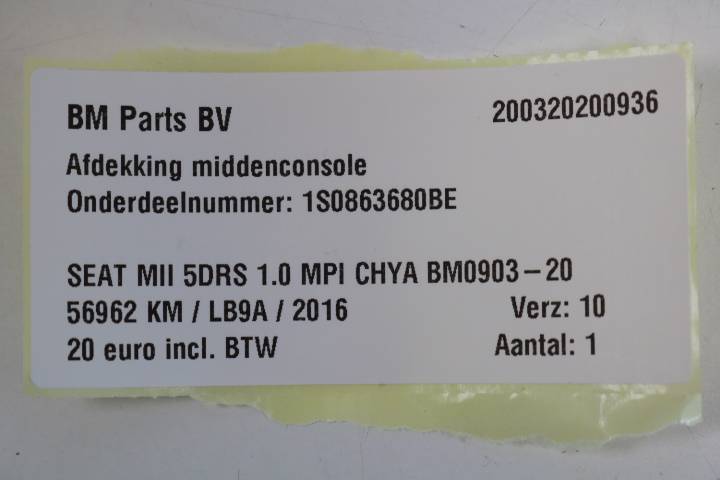 BM Parts BV 200320200936
Afdekking middenconsole
Onderdeelnummer: 1S0863680BE
SEAT MII 5DRS 1.0 MPI CHYA BM0903-20
56962 KM / LB9A / 2016 Verz: 10
20 euro incl. BTW Aantal: 1